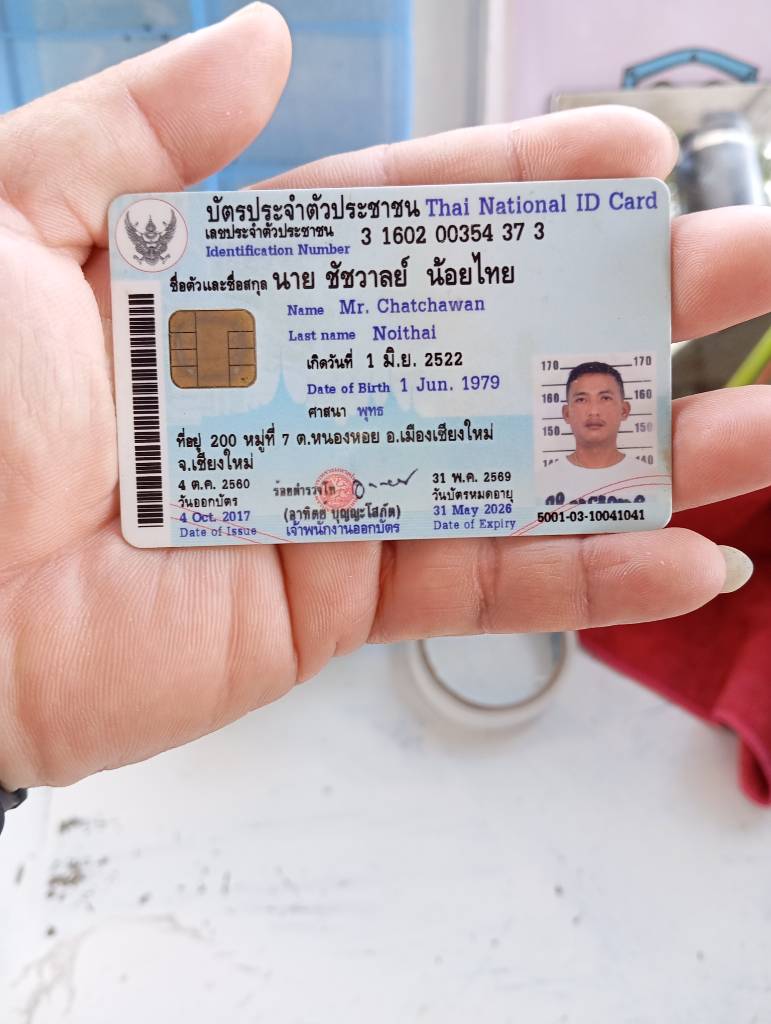 บัตรประจำตัวประชาชน Thai National ID Card
เลขประจำตัวประชาชน
Identification Number 3 1602 00354 37 3
ชื่อตัวและชื่อสกุล นาย ชัชวาลย์ น้อยไทย
Name Mr. Chatchawan
Last name Noithai
เกิดวันที่ 1 มิ.ย. 2522
Date of Birth 1 Jun. 1979
ศาสนา พุทธ
ที่อยู่ 200 หมู่ที่ 7 ต.หนองหอย อ.เมืองเชียงใหม่
จ.เชียงใหม่
4 ต.ค. 2560
วันออกบัตร
4 Oct. 2017
Date of Issue
ร้อยตำรวจโท
(อาทิตย์ บุญญะโสภัต)
เจ้าพนักงานออกบัตร
31 พ.ค. 2569
วันบัตรหมดอายุ
31 May 2026
Date of Expiry
170 170
160 160
150 150
140
5001-03-10041041